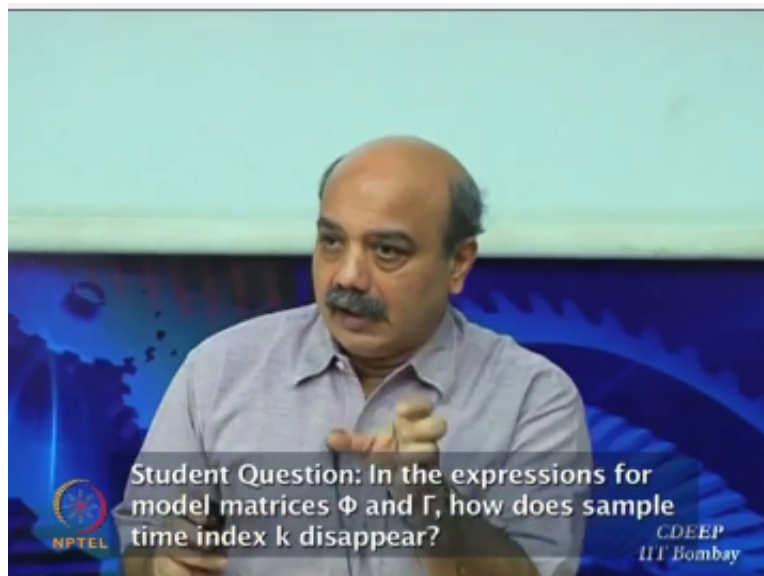 Student Question: In the expressions for
model matrices Φ and Γ, how does sample
time index k disappear?
NPTEL
CDEEP
IIT Bombay